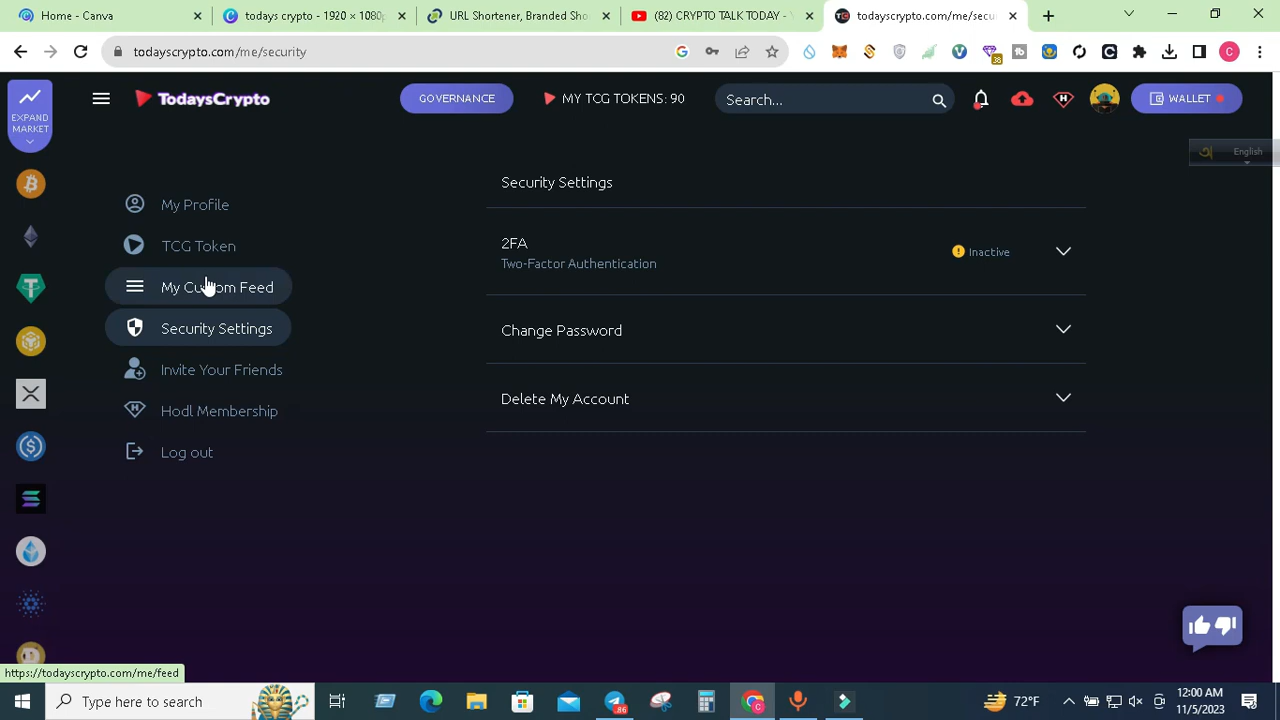 Home - Canva
todays crypto - 1920 × 1080p
URL Shortener, Branded Sho
(82) CRYPTO TALK TODAY - Y
todayscrypto.com/me/secu
todayscrypto.com/me/security
38
C
EXPAND
MARKET
TodaysCrypto
GOVERNANCE
MY TCG TOKENS: 90
Search...
WALLET
English
My Profile
TCG Token
My Custom Feed
Security Settings
Invite Your Friends
Hodl Membership
Log out
Security Settings
2FA
Two-Factor Authentication
Inactive
Change Password
Delete My Account
https://todayscrypto.com/me/feed
Type here to search
86
72°F
12:00 AM
11/5/2023